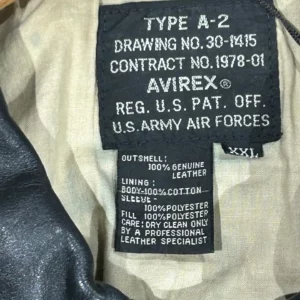 TYPE A-2
DRAWING NO. 30-1415
CONTRACT NO. 1978-01
AVIREX®
REG. U.S. PAT. OFF.
U.S. ARMY AIR FORCES
XXL
OUTSHELL:
100% GENUINE
LEATHER
LINING:
BODY-100% COTTON
SLEEVE-
100% POLYESTER
FILL 100% POLYESTER
CARE: DRY CLEAN ONLY
BY A PROFESSIONAL
LEATHER SPECIALIST